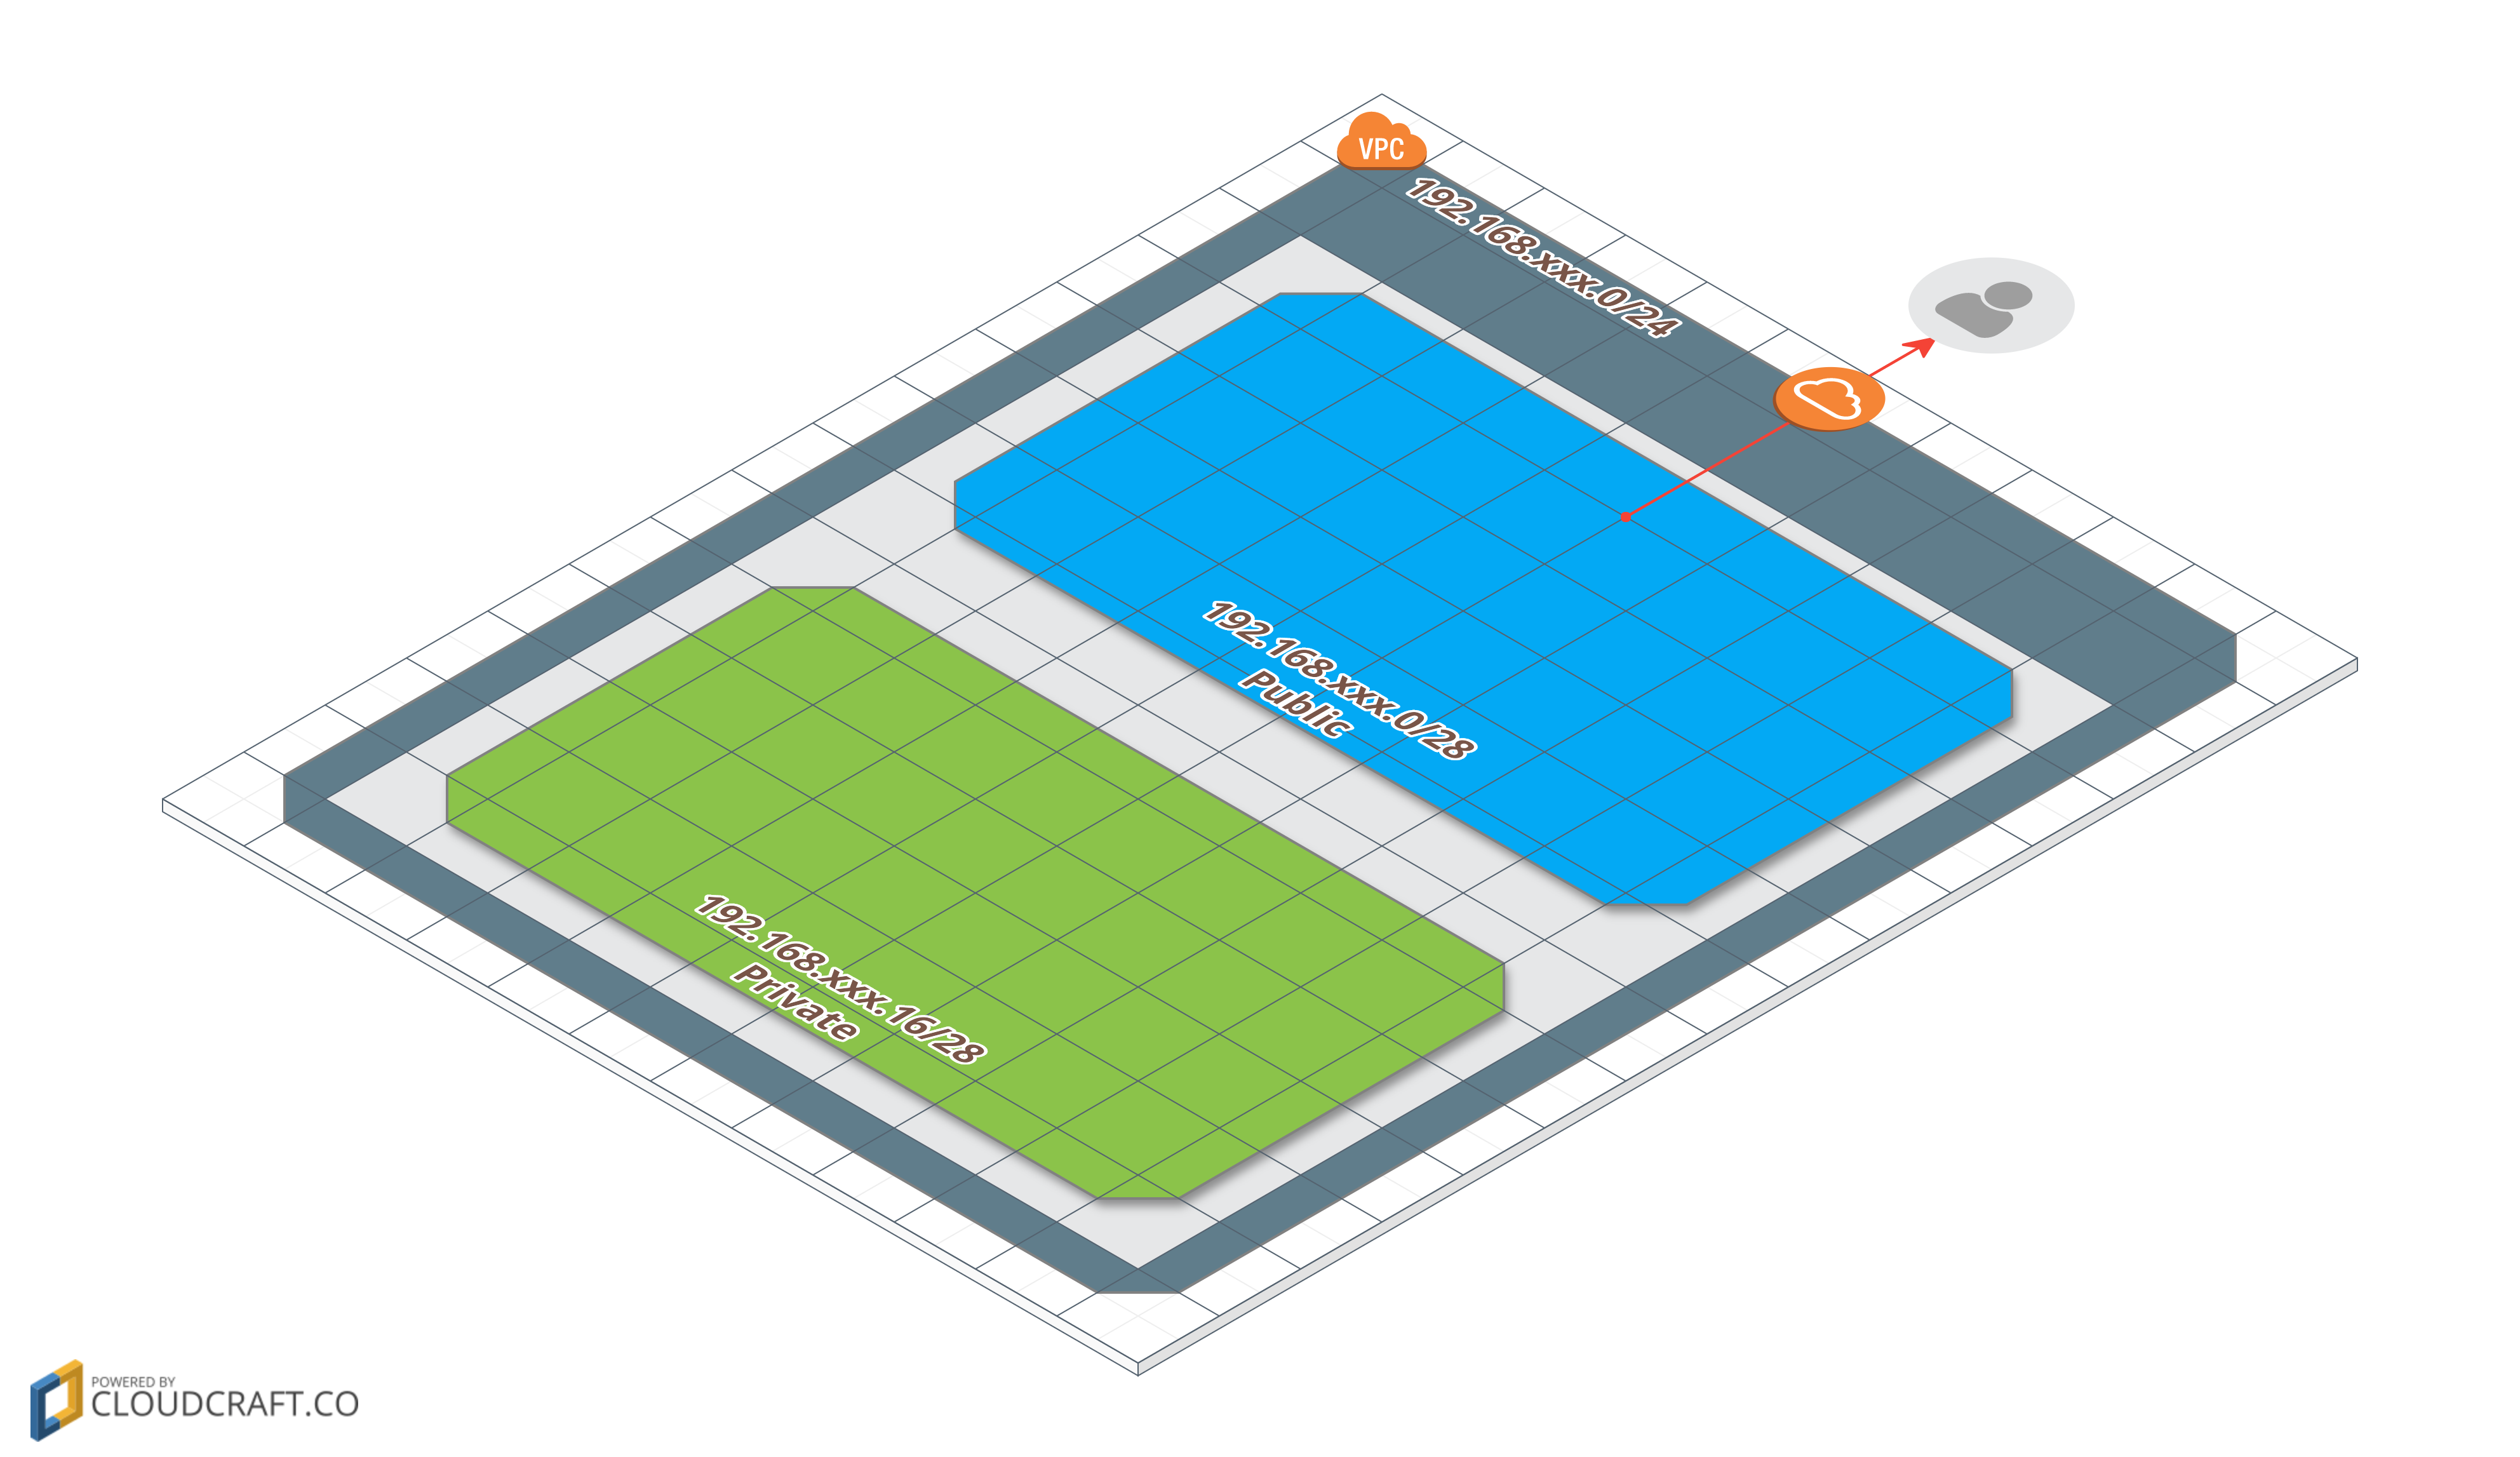 VPC
192.168.xxx.0/24
192.168.xxx.0/28
Public
192.168.xxx.16/28
Private
POWERED BY
CLOUDCRAFT.CO